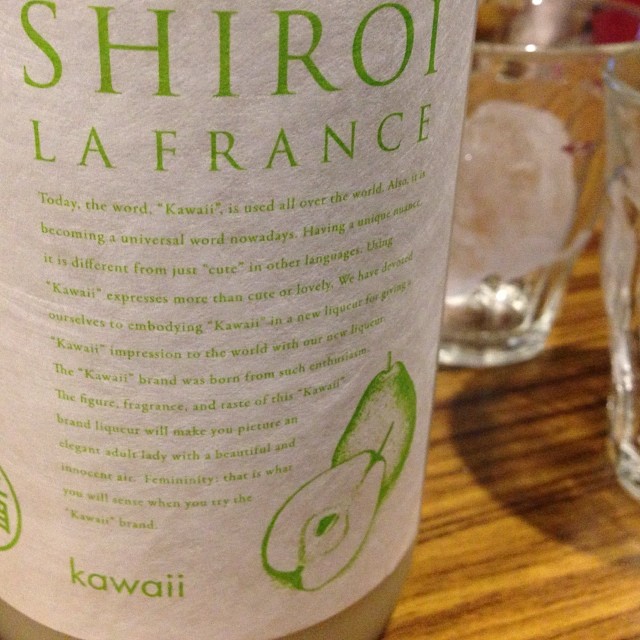 SHIROI
LA FRANCE
Today, the word, "Kawaii", is used all over the world. Also, it is
becoming a universal word nowadays. Having a unique nuance,
it is different from just "cute" in other languages. Using
"Kawaii" expresses more than cute or lovely. We have devoted
ourselves to embodying "Kawaii" in a new liqueur for giving a
"Kawaii" impression to the world with our new liqueur.
The "Kawaii" brand was born from such enthusiasm.
The figure, fragrance, and taste of this "Kawaii"
brand liqueur will make you picture an
elegant adult lady with a beautiful and
innocent air. Femininity: that is what
you will sense when you try the
"Kawaii" brand.
kawaii